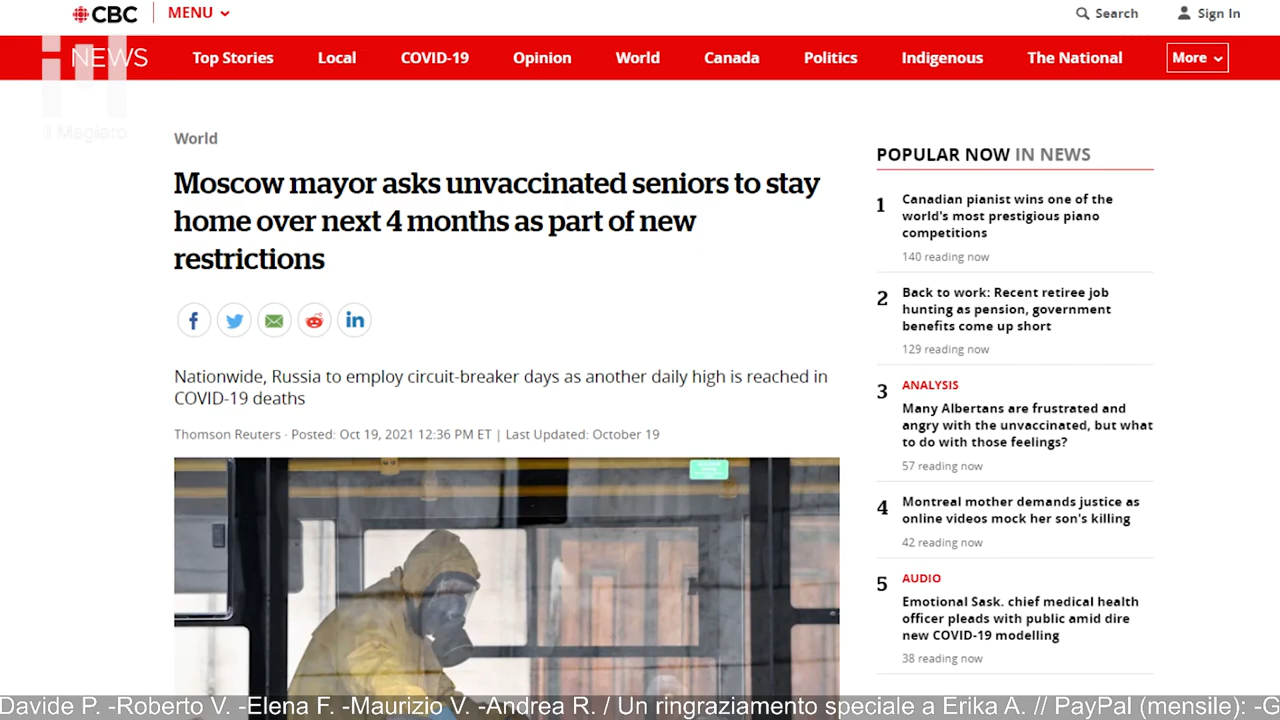 CBC
MENU
Search
Sign In
NEWS
Top Stories
Local
COVID-19
Opinion
World
Canada
Politics
Indigenous
The National
More
il Magiaro
World
Moscow mayor asks unvaccinated seniors to stay
home over next 4 months as part of new
restrictions
Nationwide, Russia to employ circuit-breaker days as another daily high is reached in
COVID-19 deaths
Thomson Reuters · Posted: Oct 19, 2021 12:36 PM ET | Last Updated: October 19
POPULAR NOW IN NEWS
1
Canadian pianist wins one of the
world's most prestigious piano
competitions
140 reading now
2
Back to work: Recent retiree job
hunting as pension, government
benefits come up short
129 reading now
3
ANALYSIS
Many Albertans are frustrated and
angry with the unvaccinated, but what
to do with those feelings?
57 reading now
4
Montreal mother demands justice as
online videos mock her son's killing
42 reading now
5
AUDIO
Emotional Sask. chief medical health
officer pleads with public amid dire
new COVID-19 modelling
38 reading now
Davide P. -Roberto V. -Elena F. -Maurizio V. -Andrea R. / Un ringraziamento speciale a Erika A. // PayPal (mensile): -G